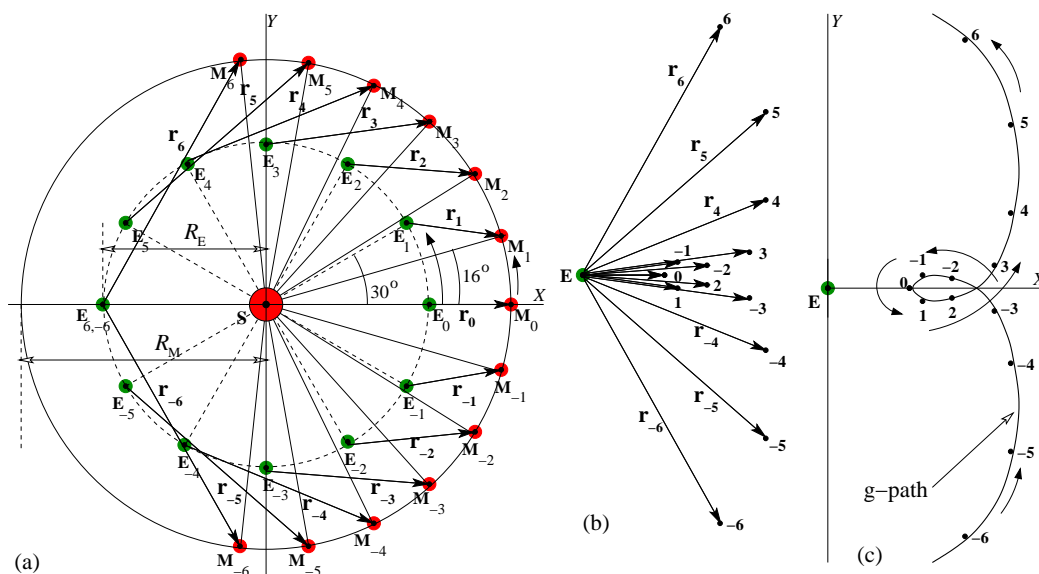 Y
M6
M5
M4
M3
M2
M1
M0
M−1
M−2
M−3
M−4
M−5
M−6
r6
r5
r4
r3
r2
r1
r0
r−1
r−2
r−3
r−4
r−5
r−6
E4
E3
E2
E1
E5
E0
E6,−6
E−1
E−2
E−3
E−4
E−5
RE
RM
S
30o
16o
X
(a)
6
r6
5
r5
4
r4
3
−1
−2
E
0
2
1
−3
r−4
−4
r−5
−5
r−6
−6
(b)
Y
(c)
6
5
4
3
−1
−2
0
E
X
1
2
−3
−4
−5
g−path
−6